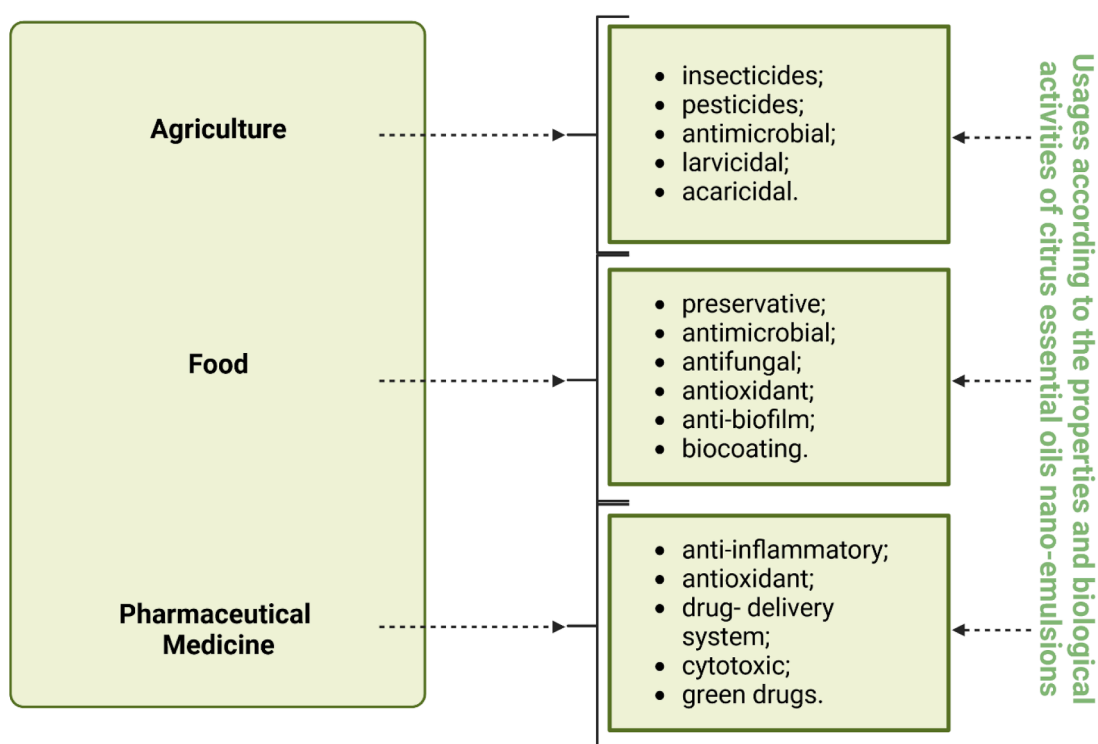 Agriculture
• insecticides;
• pesticides;
• antimicrobial;
• larvicidal;
• acaricidal.
Food
• preservative;
• antimicrobial;
• antifungal;
• antioxidant;
• anti-biofilm;
• biocoating.
Pharmaceutical
Medicine
• anti-inflammatory;
• antioxidant;
• drug- delivery
system;
• cytotoxic;
• green drugs.
Usages according to the properties and biological
activities of citrus essential oils nano-emulsions